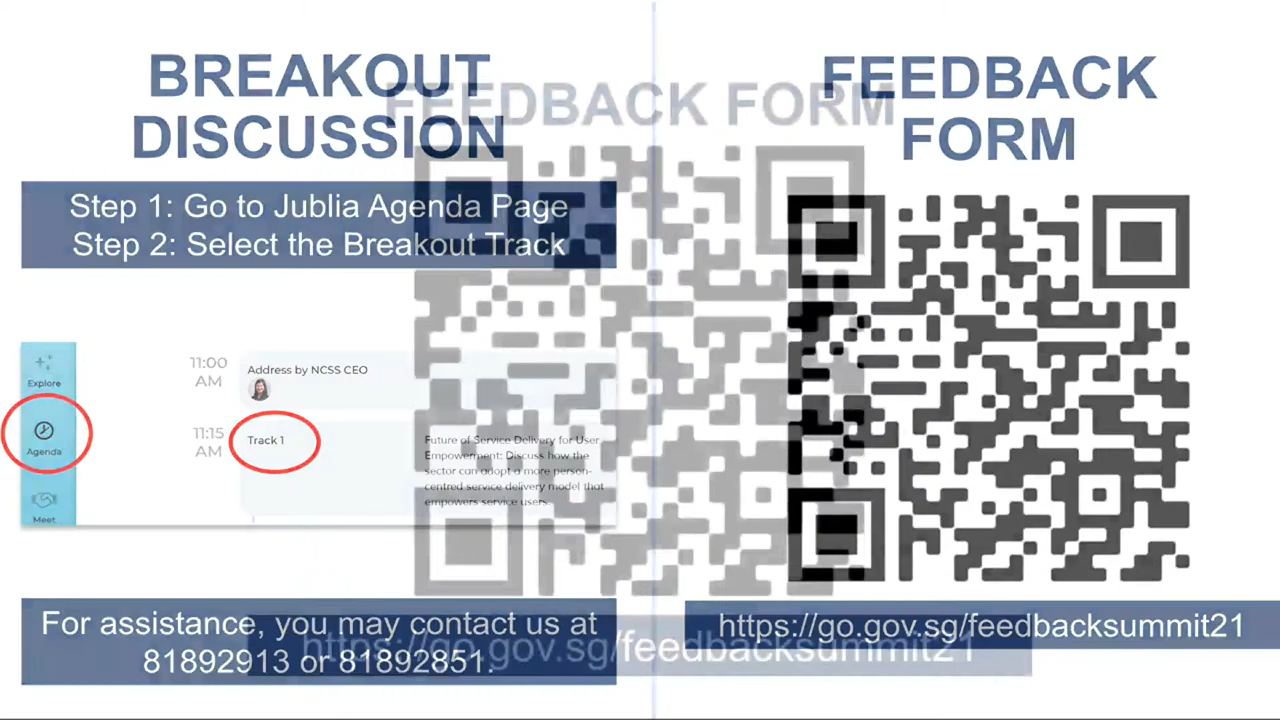 BREAKOUT
DISCUSSION
Step 1: Go to Jublia Agenda Page
Step 2: Select the Breakout Track
Explore
Agenda
Meet
11:00
AM
Address by NCSS CEO
11:15
AM
Track 1
Future of Service Delivery for User
Empowerment: Discuss how the
sector can adopt a more person-
centred service delivery model that
empowers service users.
For assistance, you may contact us at
81892913 or 81892851.
FEEDBACK FORM
https://go.gov.sg/feedbacksummit21
FEEDBACK
FORM
https://go.gov.sg/feedbacksummit21